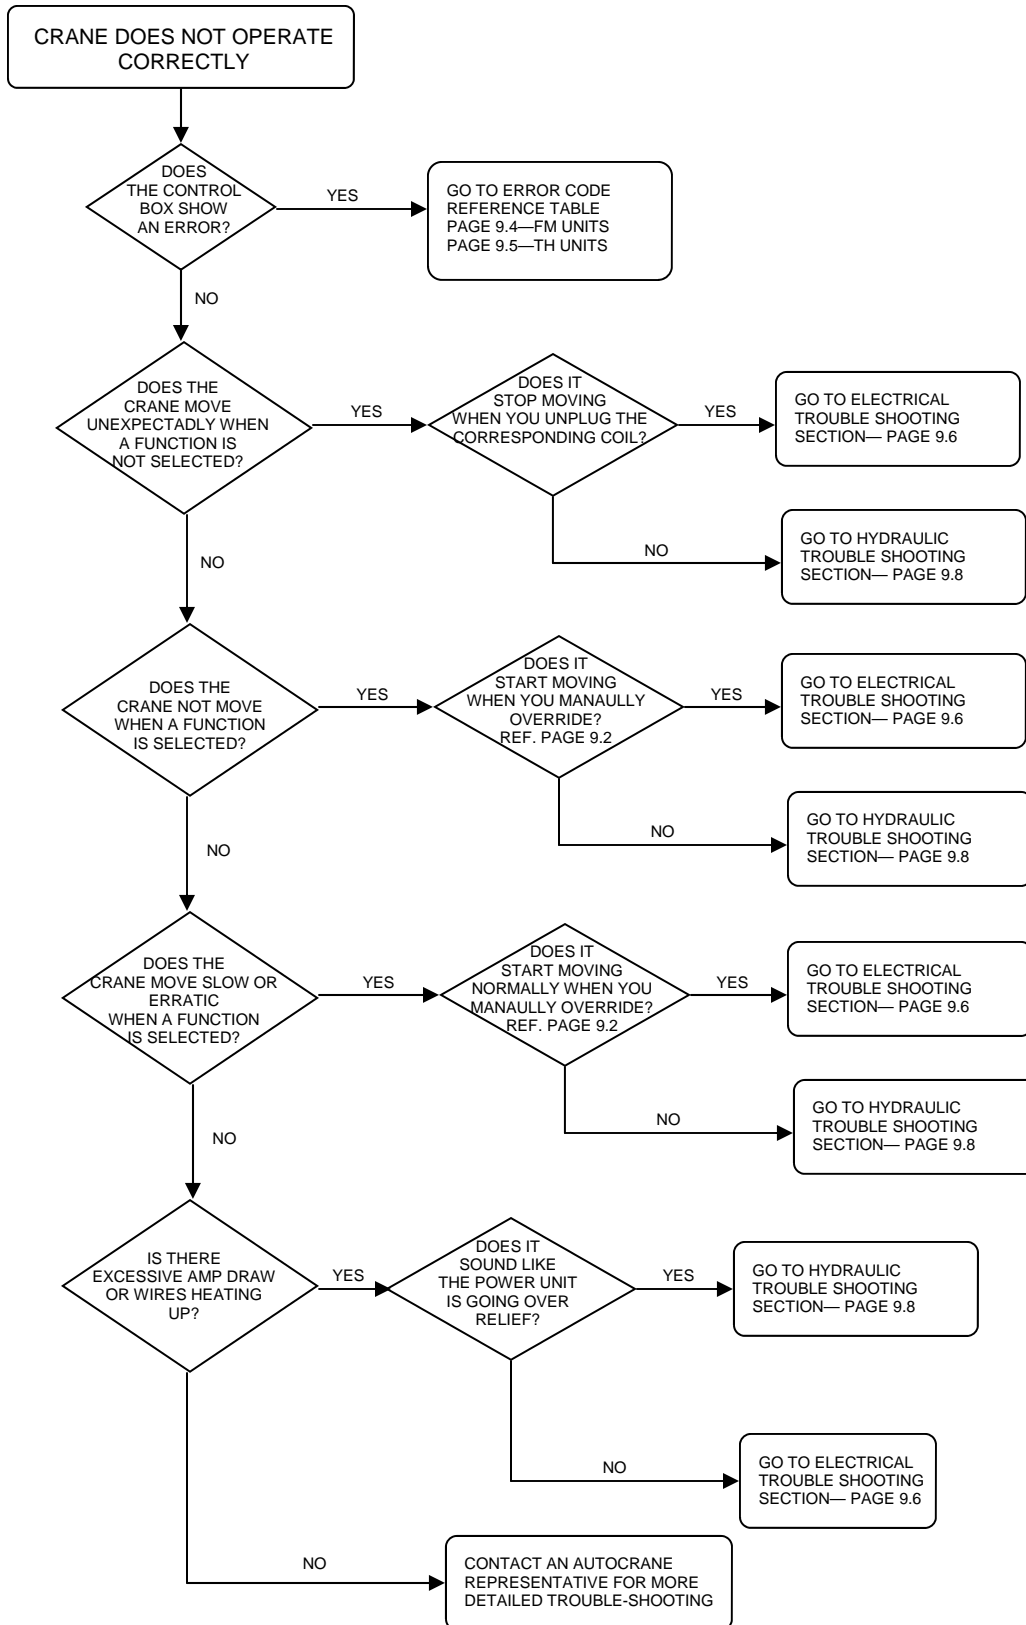 CRANE DOES NOT OPERATE
CORRECTLY
DOES
THE CONTROL
BOX SHOW
AN ERROR?
YES
GO TO ERROR CODE
REFERENCE TABLE
PAGE 9.4—FM UNITS
PAGE 9.5—TH UNITS
NO
DOES THE
CRANE MOVE
UNEXPECTADLY WHEN
A FUNCTION IS
NOT SELECTED?
YES
DOES IT
STOP MOVING
WHEN YOU UNPLUG THE
CORRESPONDING COIL?
YES
GO TO ELECTRICAL
TROUBLE SHOOTING
SECTION— PAGE 9.6
NO
GO TO HYDRAULIC
TROUBLE SHOOTING
SECTION— PAGE 9.8
NO
DOES THE
CRANE NOT MOVE
WHEN A FUNCTION
IS SELECTED?
YES
DOES IT
START MOVING
WHEN YOU MANAULLY
OVERRIDE?
REF. PAGE 9.2
YES
GO TO ELECTRICAL
TROUBLE SHOOTING
SECTION— PAGE 9.6
NO
GO TO HYDRAULIC
TROUBLE SHOOTING
SECTION— PAGE 9.8
NO
DOES THE
CRANE MOVE SLOW OR
ERRATIC
WHEN A FUNCTION
IS SELECTED?
YES
DOES IT
START MOVING
NORMALLY WHEN YOU
MANAULLY OVERRIDE?
REF. PAGE 9.2
YES
GO TO ELECTRICAL
TROUBLE SHOOTING
SECTION— PAGE 9.6
NO
GO TO HYDRAULIC
TROUBLE SHOOTING
SECTION— PAGE 9.8
NO
IS THERE
EXCESSIVE AMP DRAW
OR WIRES HEATING
UP?
YES
DOES IT
SOUND LIKE
THE POWER UNIT
IS GOING OVER
RELIEF?
YES
GO TO HYDRAULIC
TROUBLE SHOOTING
SECTION— PAGE 9.8
NO
GO TO ELECTRICAL
TROUBLE SHOOTING
SECTION— PAGE 9.6
NO
CONTACT AN AUTOCRANE
REPRESENTATIVE FOR MORE
DETAILED TROUBLE-SHOOTING